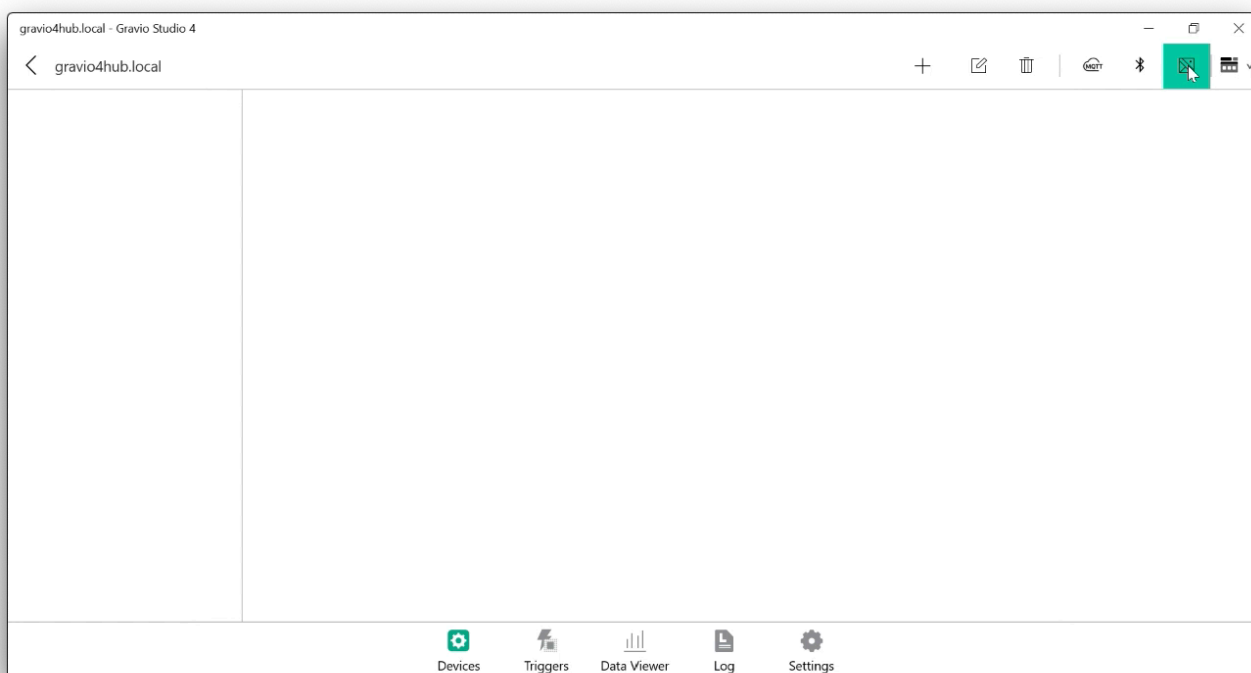 gravio4hub.local - Gravio Studio 4
gravio4hub.local
MQTT
Devices
Triggers
Data Viewer
Log
Settings